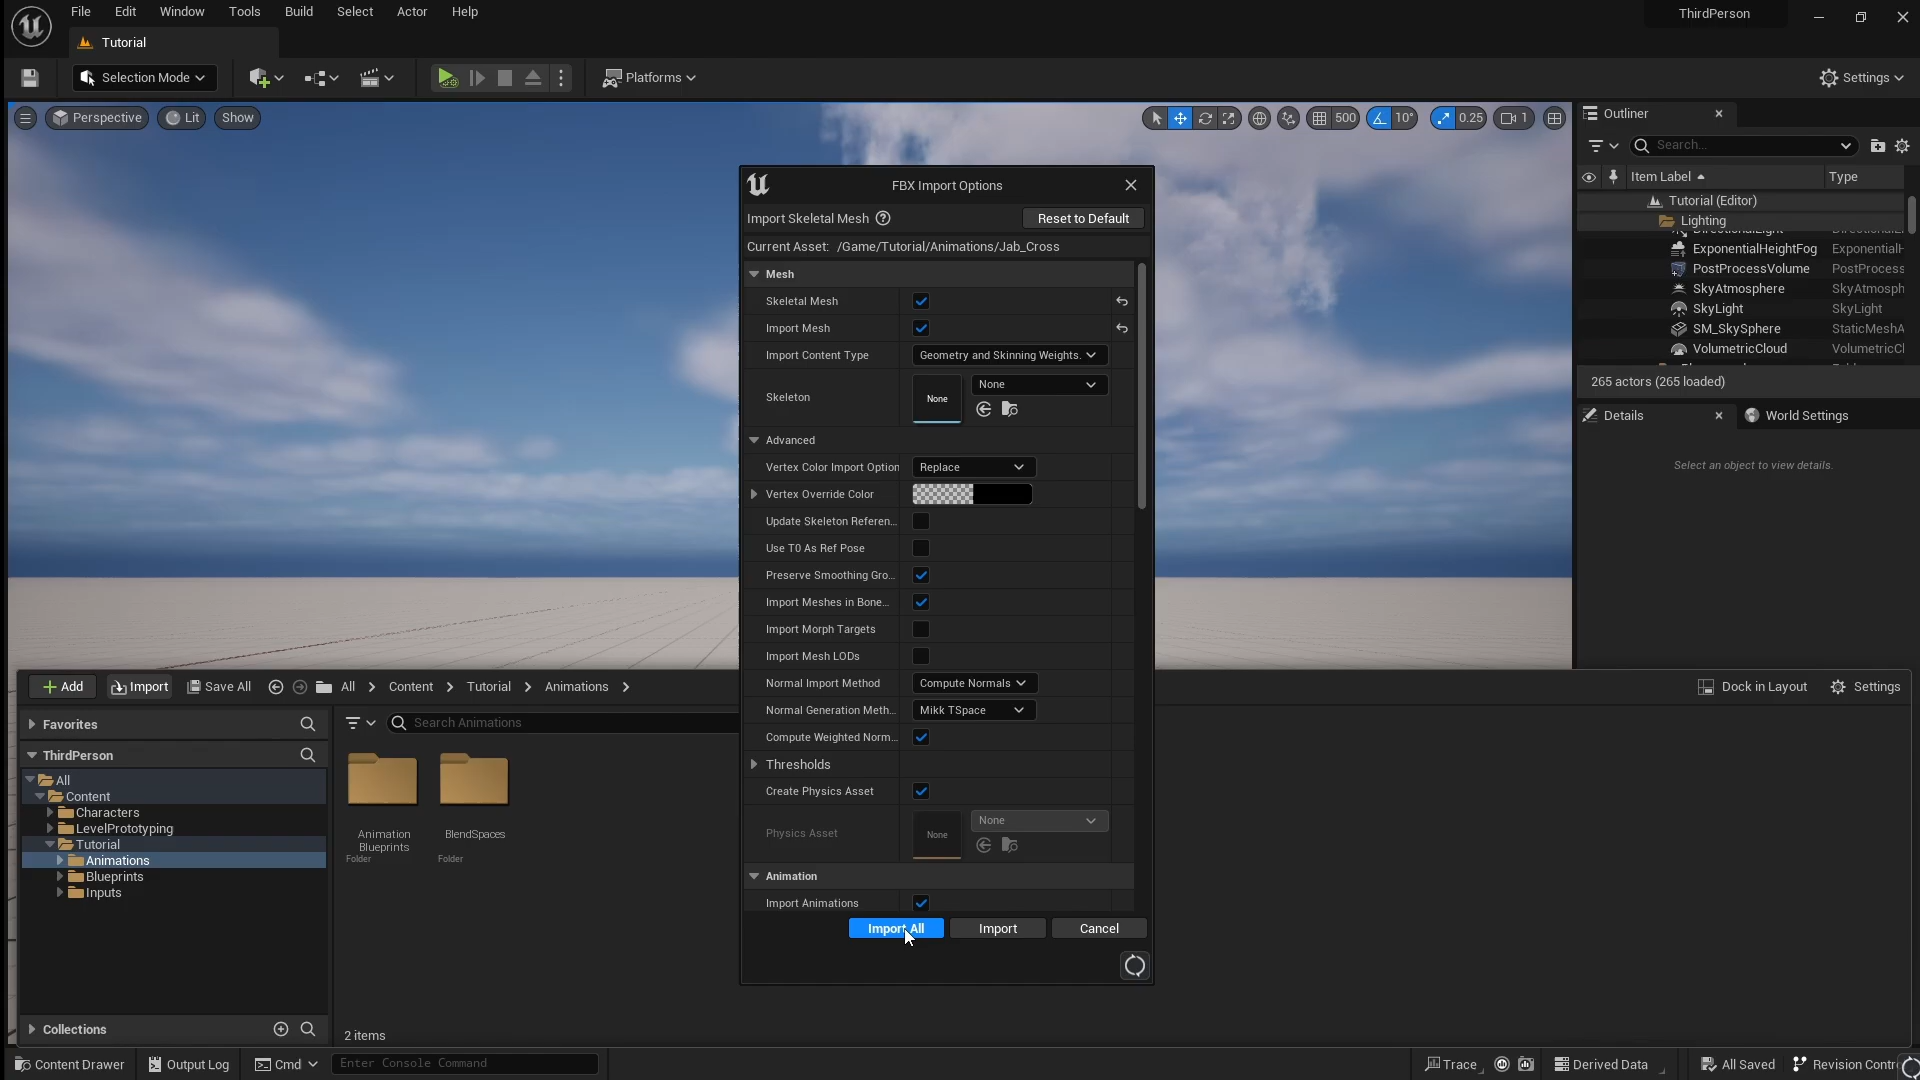 File Edit Window Tools Build Select Actor Help
ThirdPerson
Tutorial
Selection Mode
Platforms
Settings
Perspective Lit Show
500 10° 0.25 1
Outliner
Search...
Item Label Type
Tutorial (Editor)
Lighting
ExponentialHeightFog ExponentialH
PostProcessVolume PostProcess
SkyAtmosphere SkyAtmosph
SkyLight SkyLight
SM_SkySphere StaticMeshA
VolumetricCloud VolumetricCl
265 actors (265 loaded)
Details
World Settings
Select an object to view details.
FBX Import Options
Import Skeletal Mesh
Reset to Default
Current Asset: /Game/Tutorial/Animations/Jab_Cross
Mesh
Skeletal Mesh
Import Mesh
Import Content Type Geometry and Skinning Weights.
Skeleton None None
Advanced
Vertex Color Import Option Replace
Vertex Override Color
Update Skeleton Referen...
Use T0 As Ref Pose
Preserve Smoothing Gro...
Import Meshes in Bone...
Import Morph Targets
Import Mesh LODs
Normal Import Method Compute Normals
Normal Generation Meth... Mikk TSpace
Compute Weighted Norm...
Thresholds
Create Physics Asset
Physics Asset None None
Animation
Import Animations
Import All Import Cancel
Add Import Save All All Content Tutorial Animations
Dock in Layout Settings
Favorites
Search Animations
ThirdPerson
All
Content
Characters
LevelPrototyping
Tutorial
Animations
Blueprints
Inputs
Animation
Blueprints
Folder
BlendSpaces
Folder
Collections
2 items
Content Drawer Output Log Cmd Enter Console Command
Trace Derived Data All Saved Revision Contr